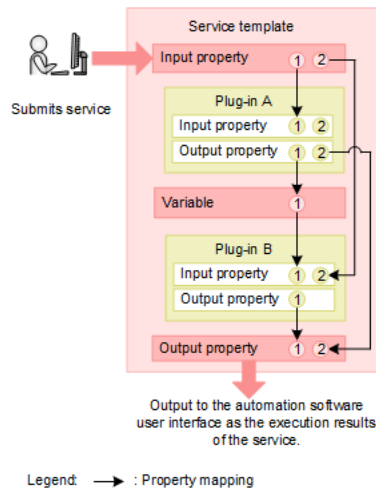 Service template
Submits service
Input property 1 2
Plug-in A
Input property 1 2
Output property 1 2
Variable 1
Plug-in B
Input property 1 2
Output property 1
Output property 1 2
Output to the automation software
user interface as the execution results
of the service.
Legend: : Property mapping